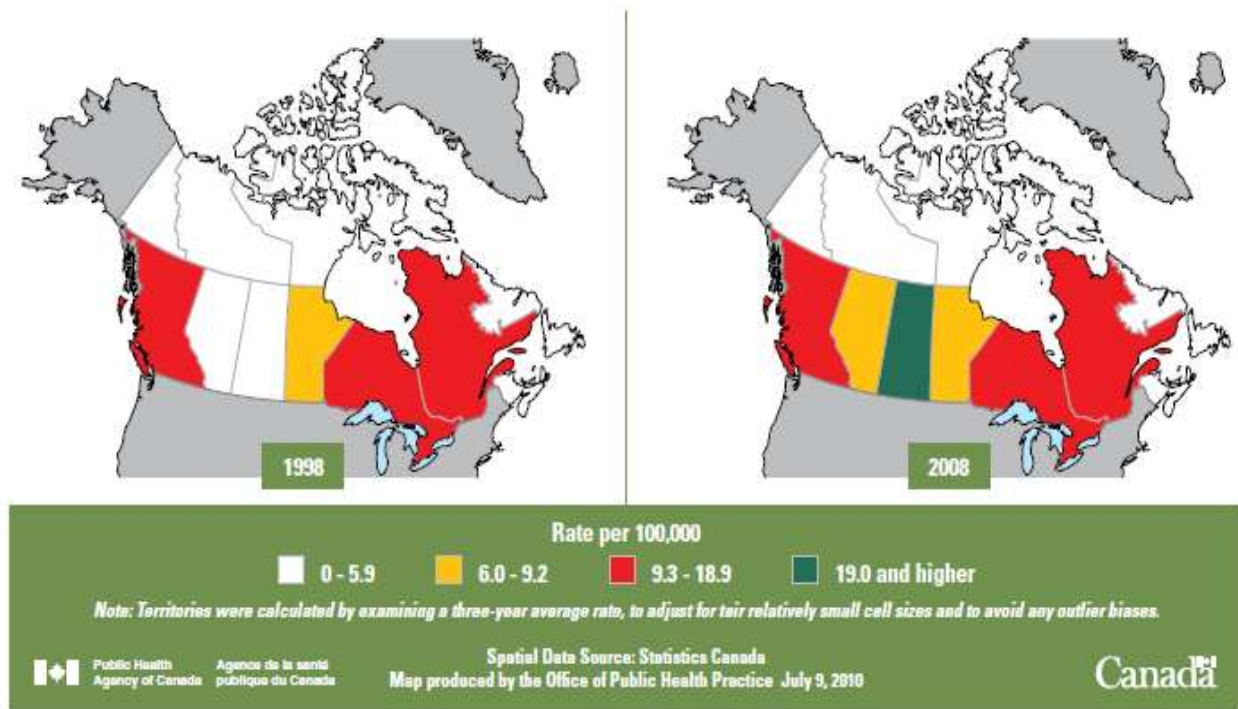 1998
2008
Rate per 100,000
0 - 5.9
6.0 - 9.2
9.3 - 18.9
19.0 and higher
Note: Territories were calculated by examining a three-year average rate, to adjust for teir relatively small cell sizes and to avoid any outlier biases.
Public Health
Agency of Canada
Agence de la santé
publique du Canada
Spatial Data Source: Statistics Canada
Map produced by the Office of Public Health Practice July 9, 2010
Canada